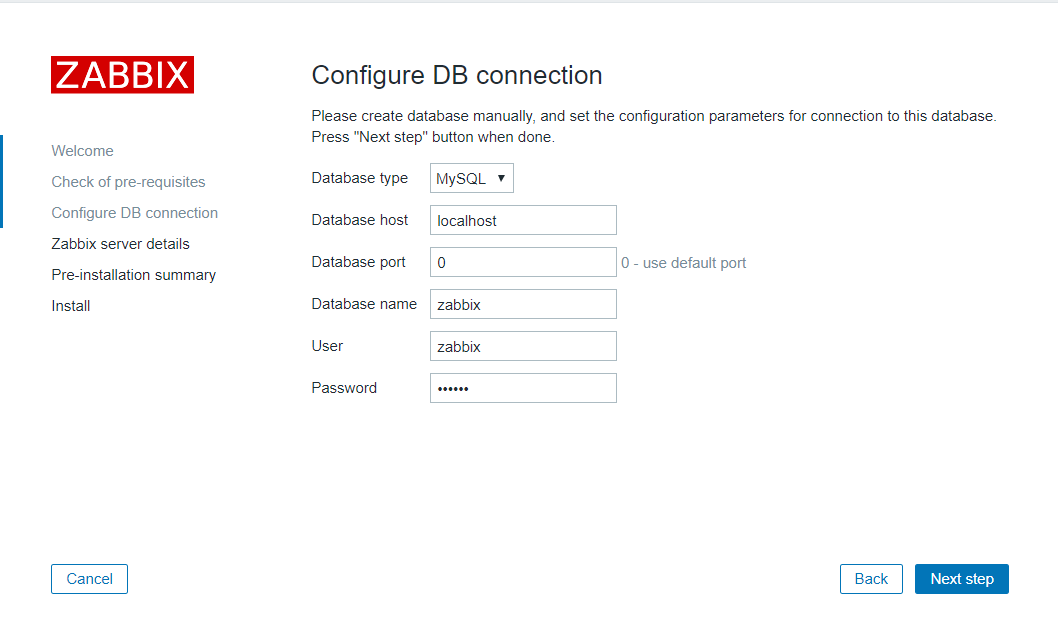 ZABBIX
Welcome
Check of pre-requisites
Configure DB connection
Zabbix server details
Pre-installation summary
Install
Configure DB connection
Please create database manually, and set the configuration parameters for connection to this database.
Press "Next step" button when done.
Database type MySQL ▼
Database host localhost
Database port 0 0 - use default port
Database name zabbix
User zabbix
Password ••••••
Cancel Back Next step